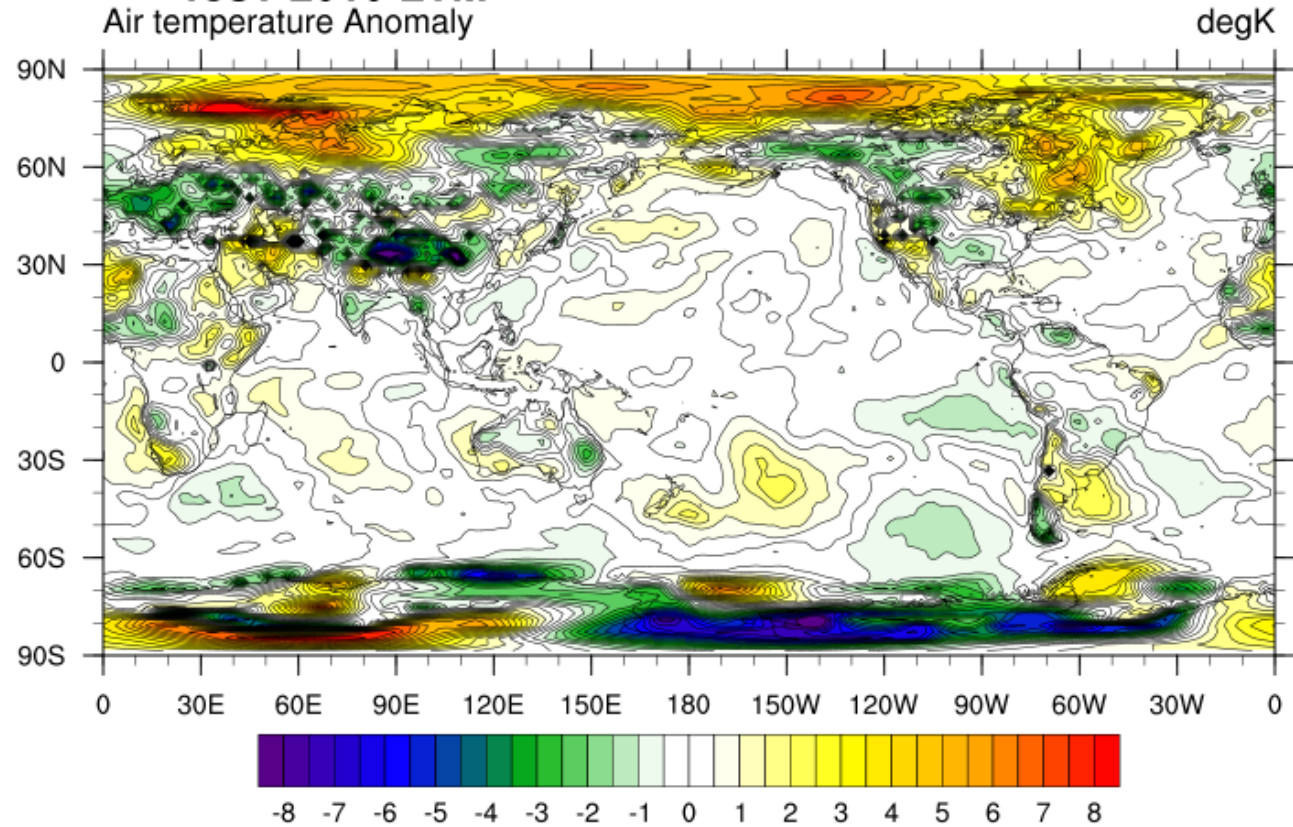 Air temperature Anomaly degK
90N
60N
30N
0
30S
60S
90S
0 30E 60E 90E 120E 150E 180 150W 120W 90W 60W 30W 0
-8 -7 -6 -5 -4 -3 -2 -1 0 1 2 3 4 5 6 7 8